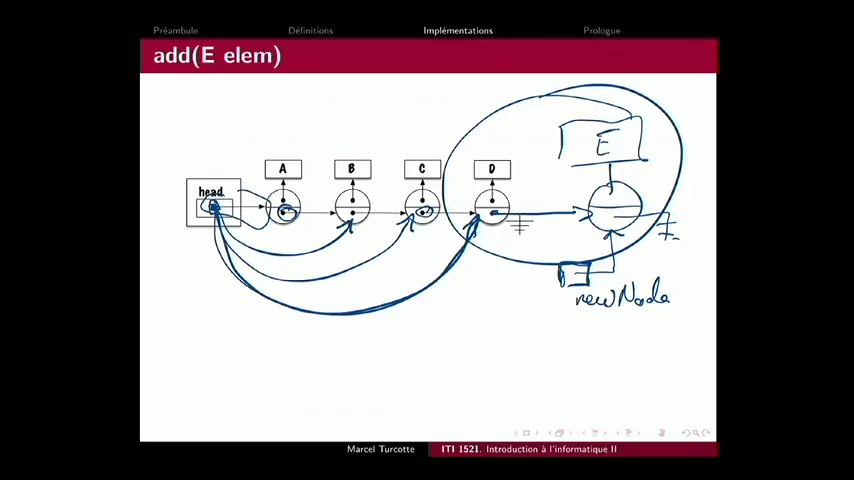 Préambule Définitions Implémentations Prologue
add(E elem)
E
A B C D
head
newNode
Marcel Turcotte ITI 1521. Introduction à l'informatique II